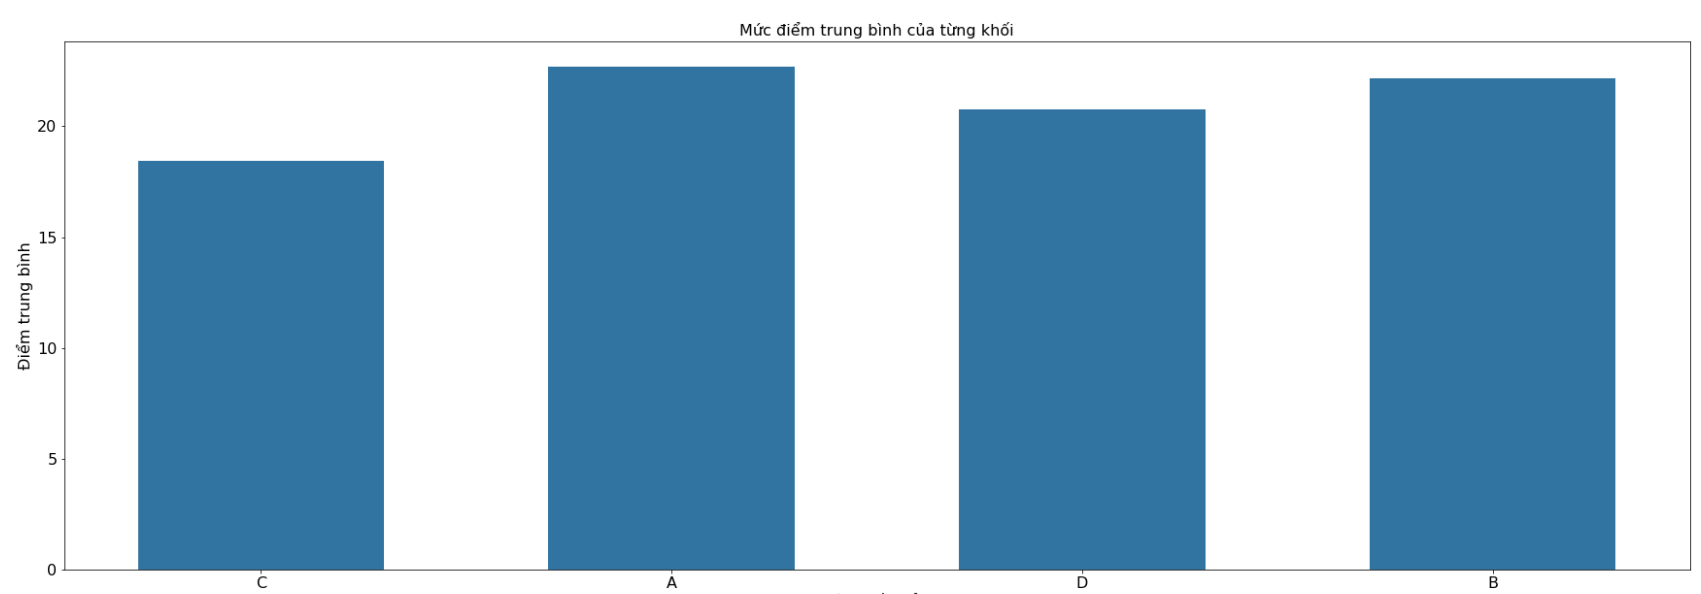 Mức điểm trung bình của từng khối
Điểm trung bình
20
15
10
5
0
C A D B